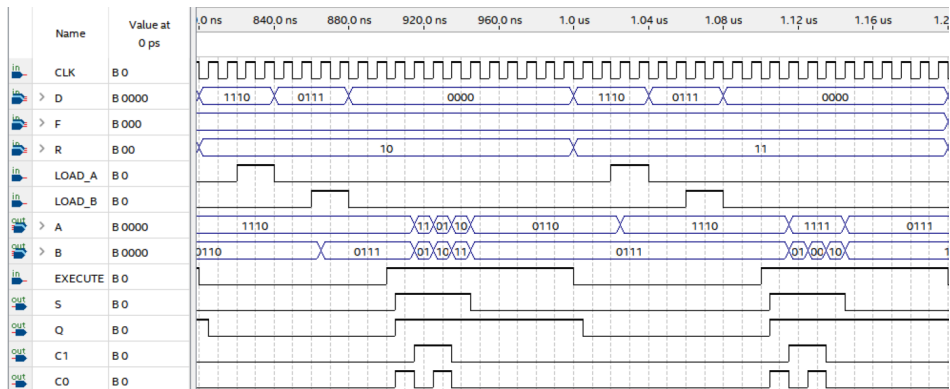 Name Value at 0 ps
.0 ns 840.0 ns 880.0 ns 920.0 ns 960.0 ns 1.0 us 1.04 us 1.08 us 1.12 us 1.16 us 1.2
in CLK B 0
in D B 0000 1110 0111 0000 1110 0111 0000
in F B 000
in R B 00 10 11
in LOAD_A B 0
in LOAD_B B 0
out A B 0000 1110 11 01 10 0110 1110 1111 0111
out B B 0000 0110 0111 01 10 11 0111 01 00 10 1
in EXECUTE B 0
out S B 0
out Q B 0
out C1 B 0
out C0 B 0